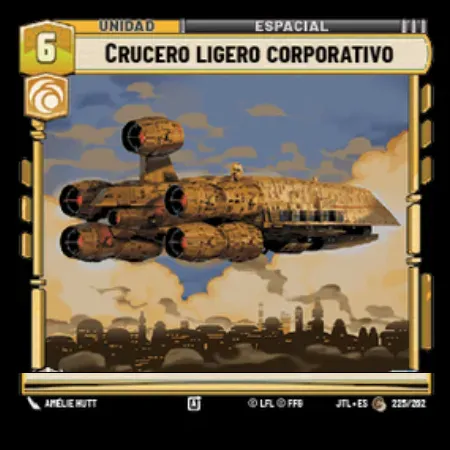 UNIDAD ESPACIAL
6 CRUCERO LIGERO CORPORATIVO
AMÉLIE HUTT A © LFL © FFG JTL • ES 225/262